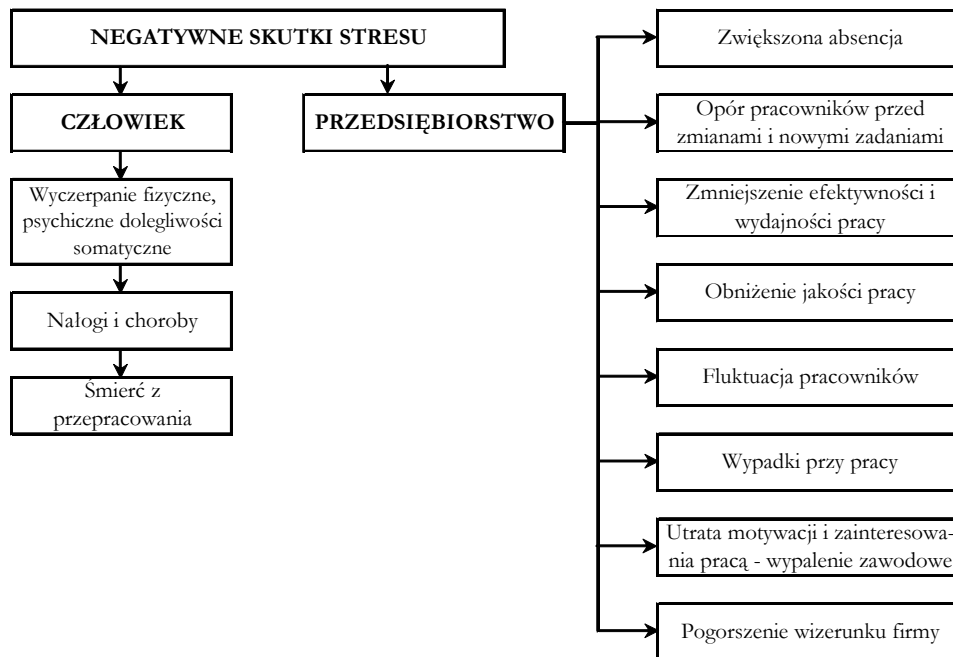 NEGATYWNE SKUTKI STRESU
CZŁOWIEK
Wyczerpanie fizyczne,
psychiczne dolegliwości
somatyczne
Nałogi i choroby
Śmierć z
przepracowania
PRZEDSIĘBIORSTWO
Zwiększona absencja
Opór pracowników przed
zmianami i nowymi zadaniami
Zmniejszenie efektywności i
wydajności pracy
Obniżenie jakości pracy
Fluktuacja pracowników
Wypadki przy pracy
Utrata motywacji i zainteresowa-
nia pracą - wypalenie zawodowe
Pogorszenie wizerunku firmy